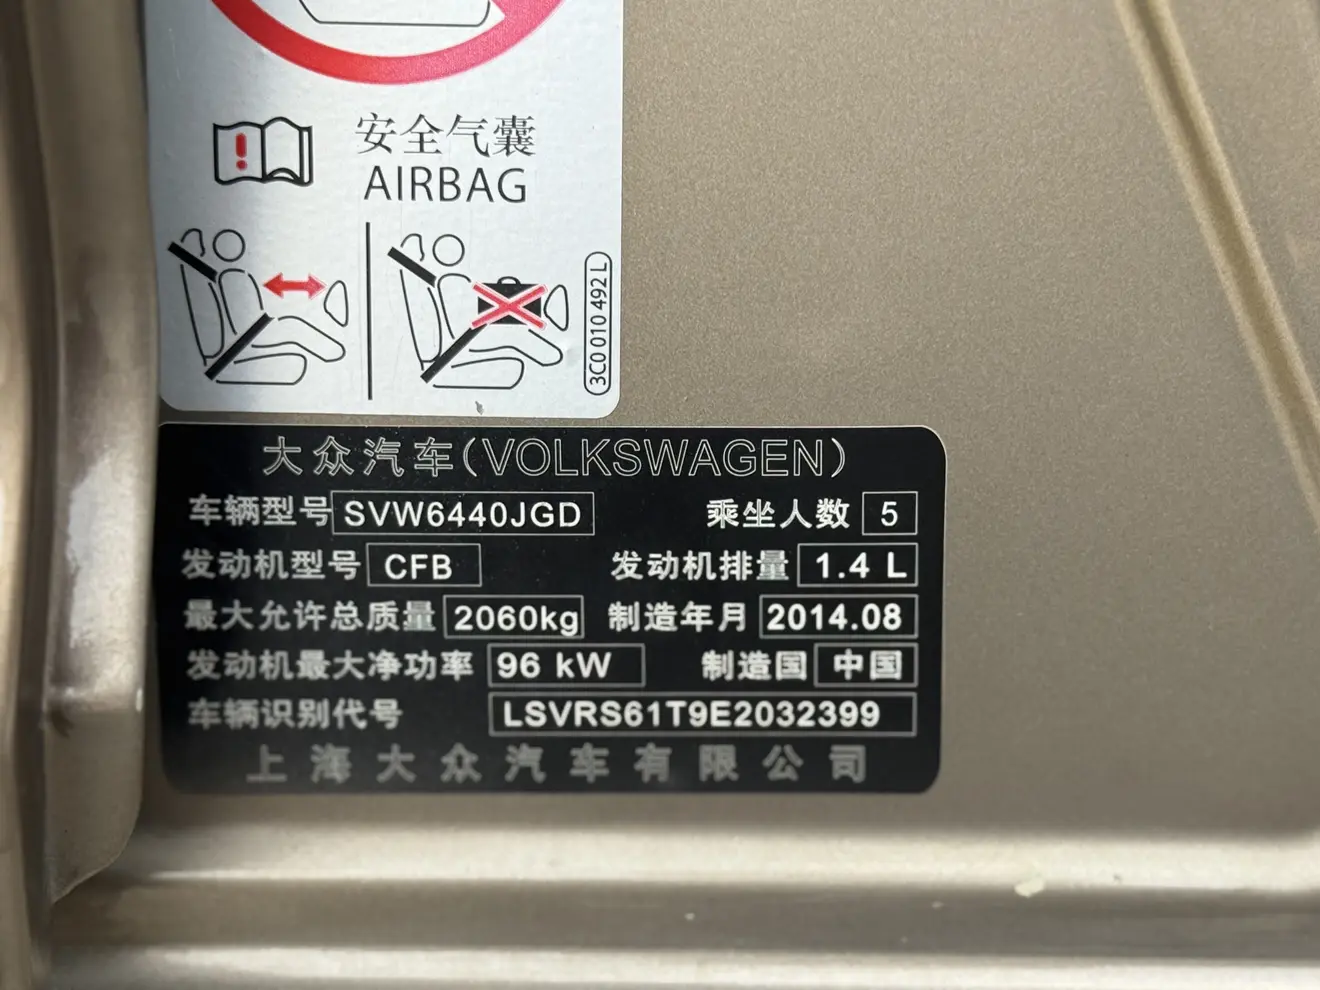 安全气囊
AIRBAG
3C0 010 492 L
大众汽车(VOLKSWAGEN)
车辆型号 SVW6440JGD 乘坐人数 5
发动机型号 CFB 发动机排量 1.4 L
最大允许总质量 2060kg 制造年月 2014.08
发动机最大净功率 96 kW 制造国 中国
车辆识别代号 LSVRS61T9E2032399
上海大众汽车有限公司